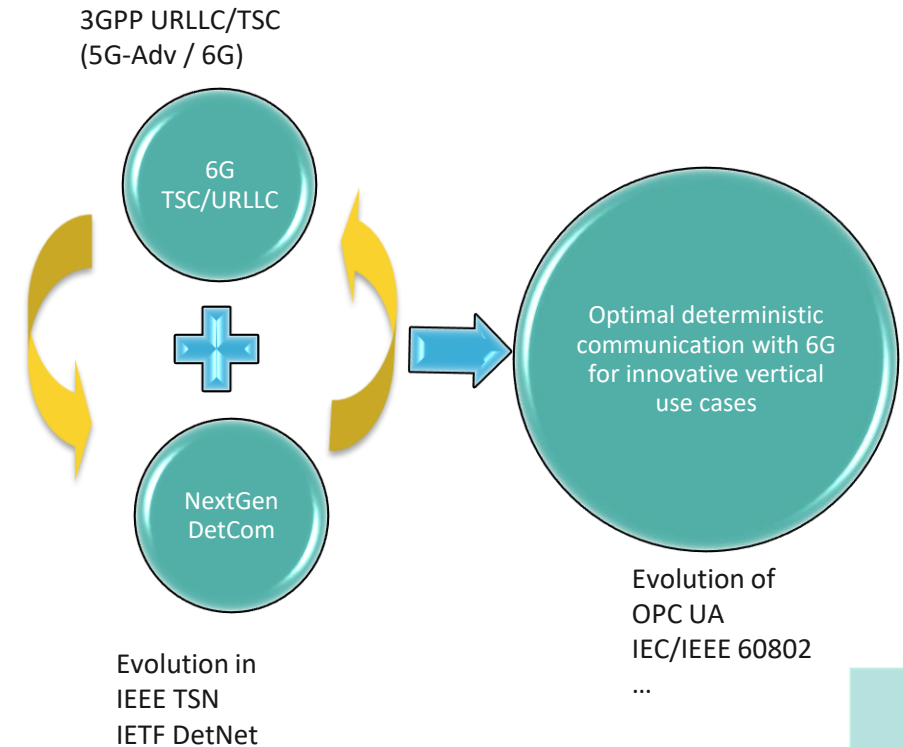 3GPP URLLC/TSC
(5G-Adv / 6G)
6G
TSC/URLLC
NextGen
DetCom
Evolution in
IEEE TSN
IETF DetNet
Optimal deterministic
communication with 6G
for innovative vertical
use cases
Evolution of
OPC UA
IEC/IEEE 60802
...